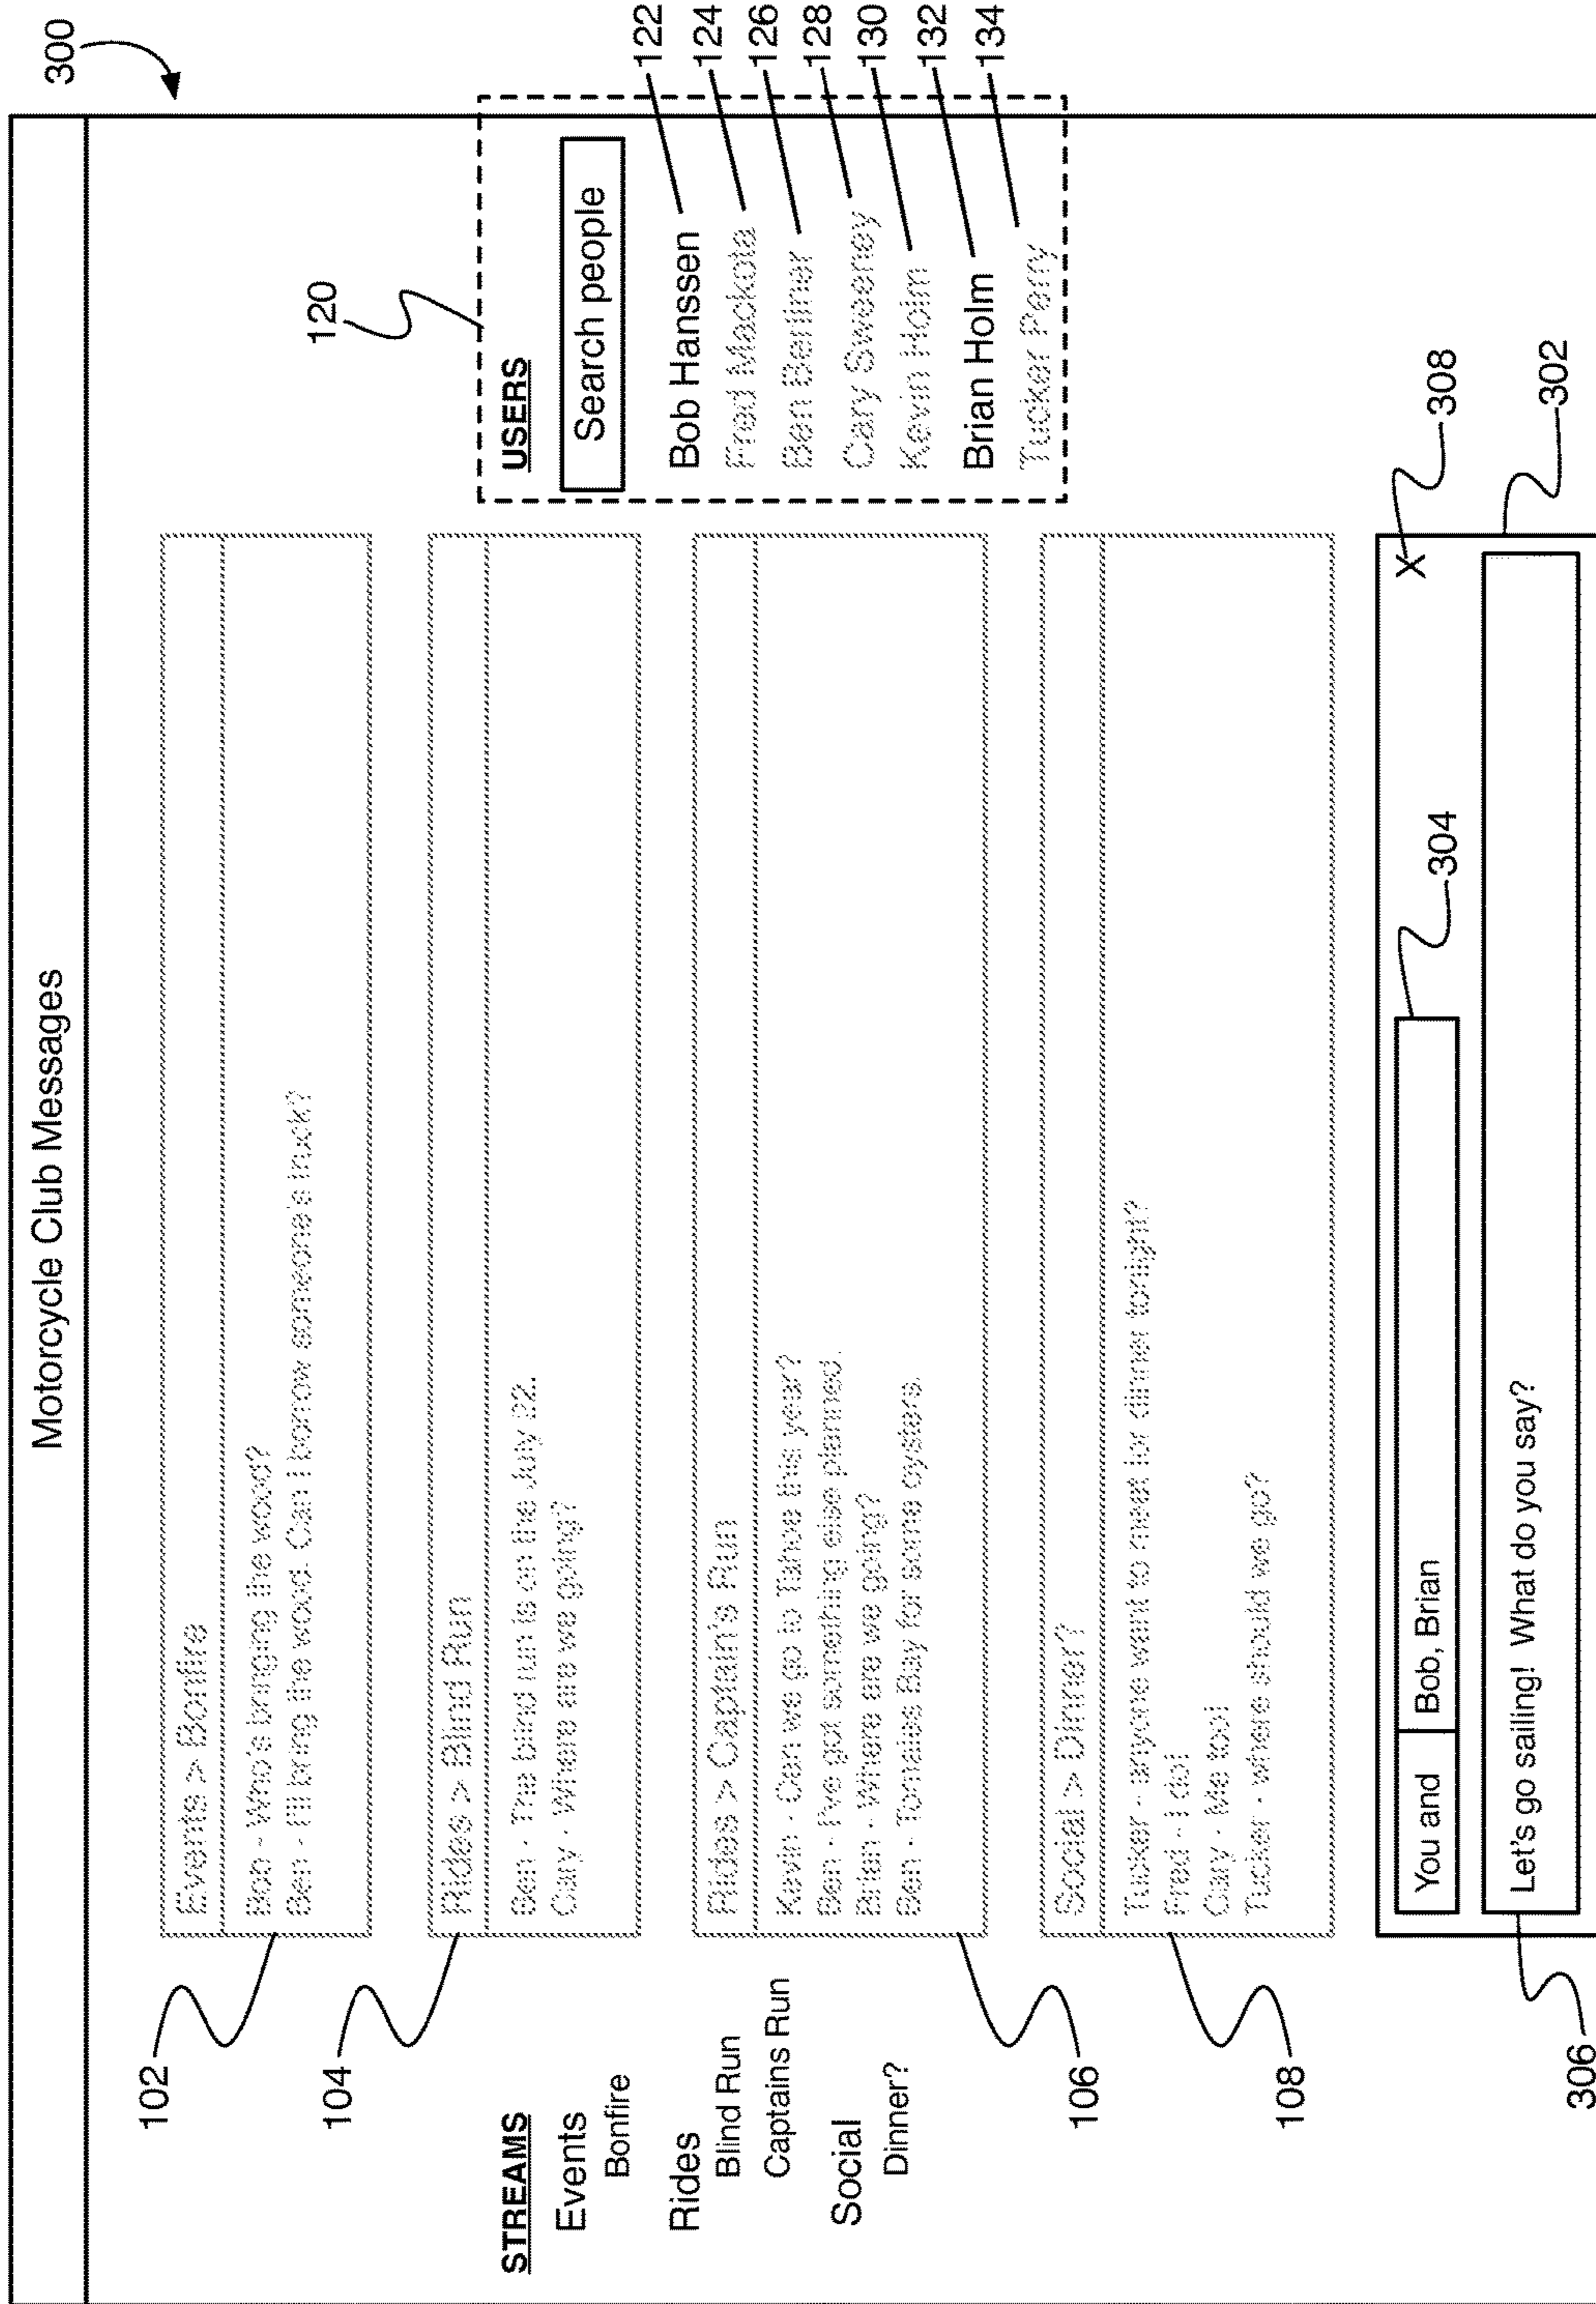 300
Motorcycle Club Messages
102
Events > Bonfire
Bob - Who's bringing the wood?
Ben - I'll bring the wood. Can I borrow someone's truck?
104
Rides > Blind Run
Ben - The blind run is on the July 22.
Cary - Where are we going?
106
Rides > Captain's Run
Kevin - Can we go to Tahoe this year?
Ben - I've got something else planned.
Brian - Where are we going?
Ben - Tomales Bay for some oysters.
108
Social > Dinner?
Tucker - anyone want to meet for dinner tonight?
Fred - I do!
Cary - Me too!
Tucker - where should we go?
STREAMS
Events
Bonfire
Rides
Blind Run
Captains Run
Social
Dinner?
120
USERS
Search people
Bob Hanssen 122
Fred Mackota 124
Ben Berliner 126
Cary Sweeney 128
Kevin Holm 130
Brian Holm 132
Tucker Perry 134
304
X 308
You and Bob, Brian
302
Let's go sailing! What do you say?
306